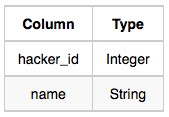 Column Type
hacker_id Integer
name String